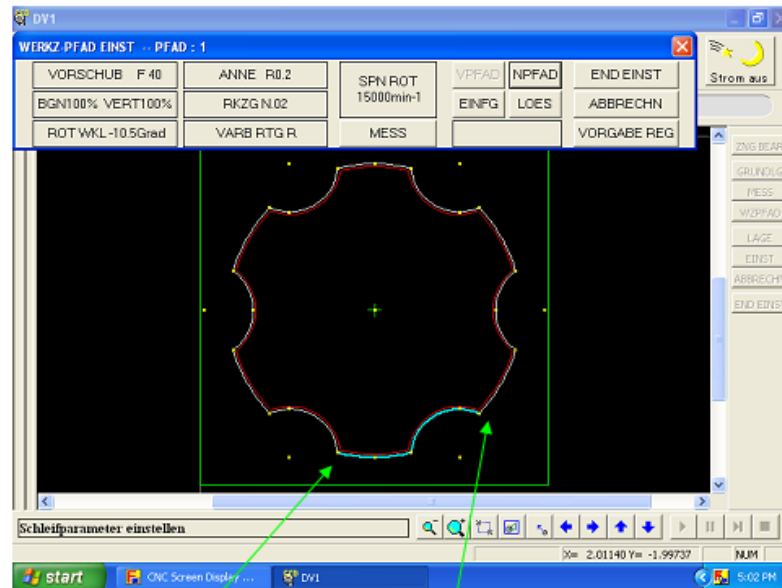 DV1
WERKZ-PFAD EINST -- PFAD : 1
VORSCHUB F 40
ANNE R0.2
SPN ROT
15000min-1
VPFAD
NPFAD
END EINST
BGN100% VERT100%
RKZG N.02
EINFG
LOES
ABBRECHN
ROT WKL -10.5Grad
VARB RTG R
MESS
VORGABE REG
Strom aus
ZNG BEAR
GRUNDLG
MESS
WZPFAD
LAGE
EINST
ABBRECHN
END EINST
Schleifparameter einstellen
X= 2.01140 Y= -1.99737
NUM
start
CNC Screen Display ...
DV1
5:02 PM